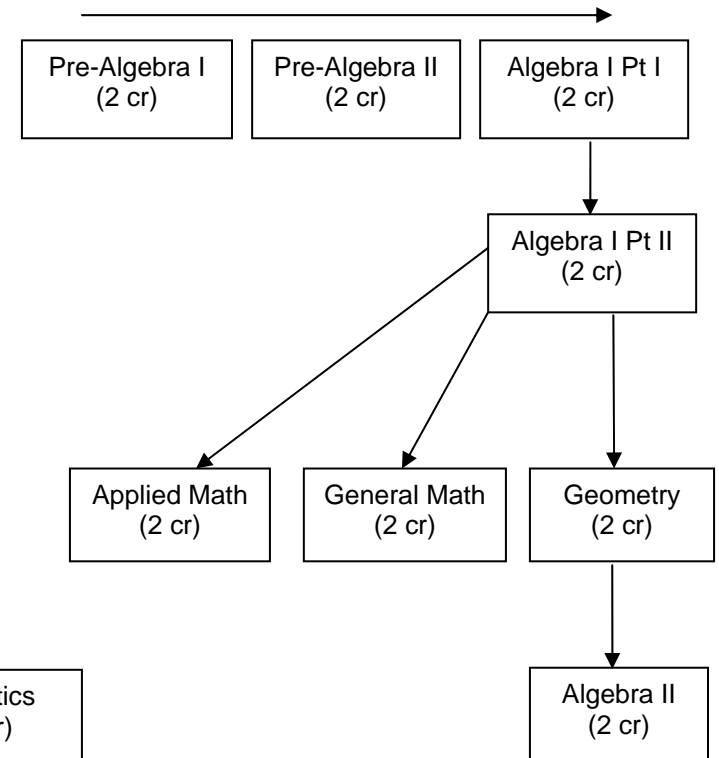 Pre-Algebra I
(2 cr)
Pre-Algebra II
(2 cr)
Algebra I Pt I
(2 cr)
Algebra I Pt II
(2 cr)
Applied Math
(2 cr)
General Math
(2 cr)
Geometry
(2 cr)
Algebra II
(2 cr)